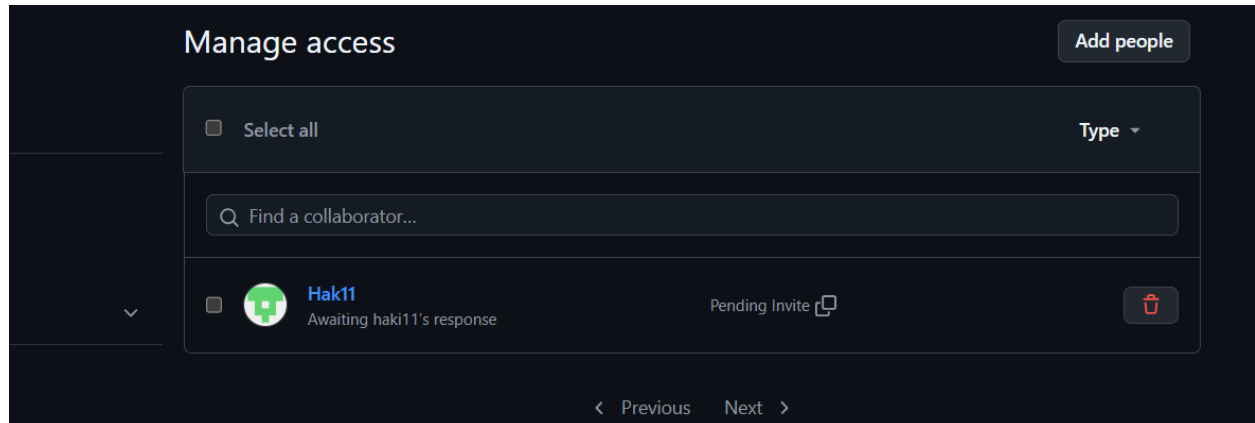 Manage access
Add people
Select all
Type
Find a collaborator...
Hak11
Awaiting haki11's response
Pending Invite
Previous Next